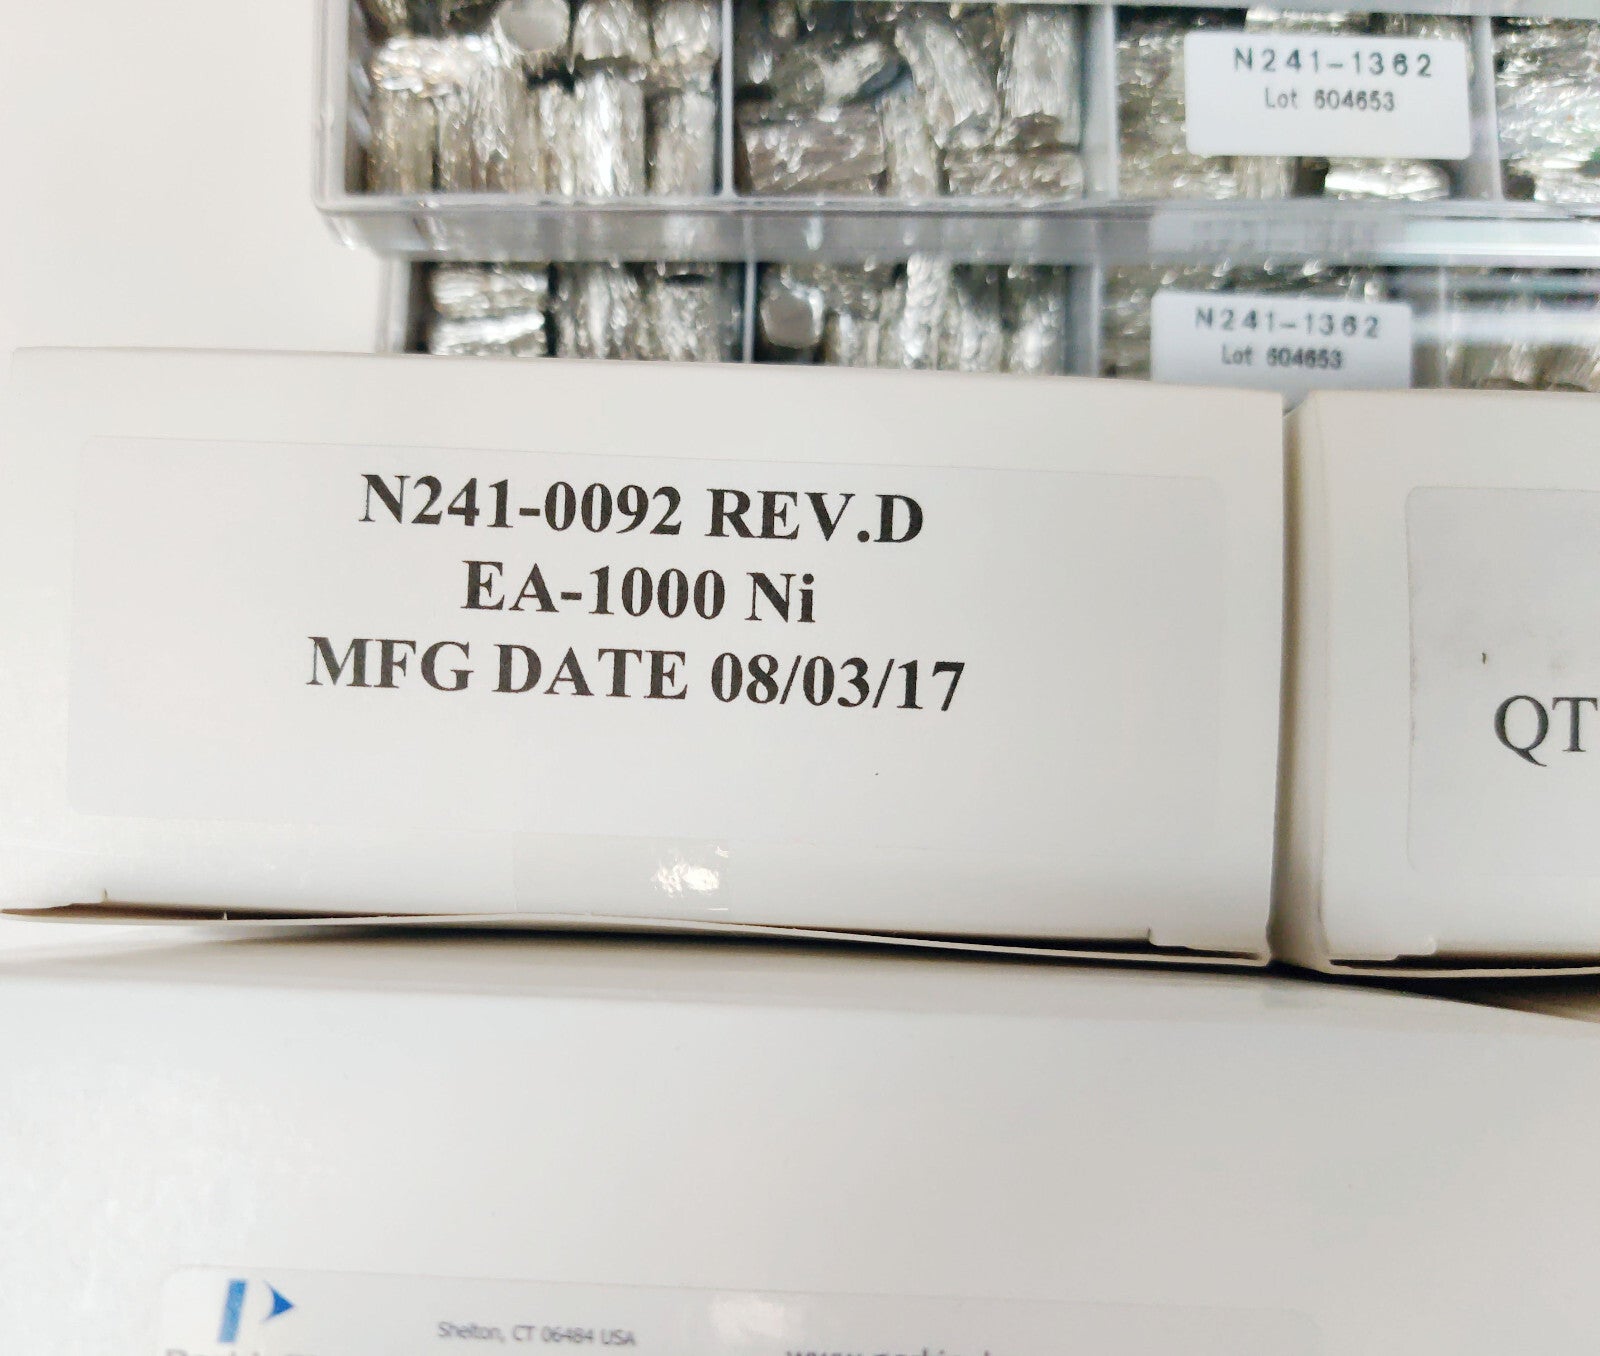 N241-1362
Lot 604653
N241-1362
Lot 604653
N241-0092 REV.D
EA-1000 Ni
MFG DATE 08/03/17
QT
Shelton, CT 06484 USA